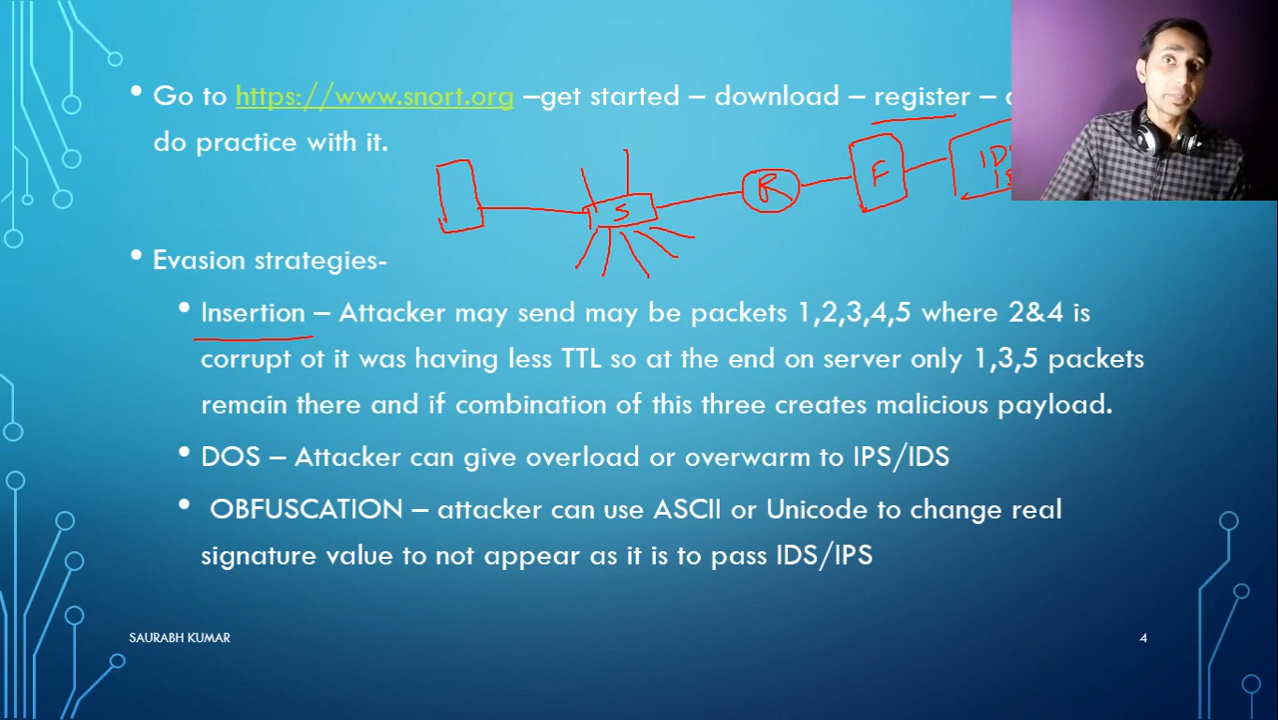 • Go to https://www.snort.org –get started – download – register –
do practice with it.
S
R
F
• Evasion strategies-
• Insertion – Attacker may send may be packets 1,2,3,4,5 where 2&4 is
corrupt ot it was having less TTL so at the end on server only 1,3,5 packets
remain there and if combination of this three creates malicious payload.
• DOS – Attacker can give overload or overwarm to IPS/IDS
• OBFUSCATION – attacker can use ASCII or Unicode to change real
signature value to not appear as it is to pass IDS/IPS
SAURABH KUMAR
4